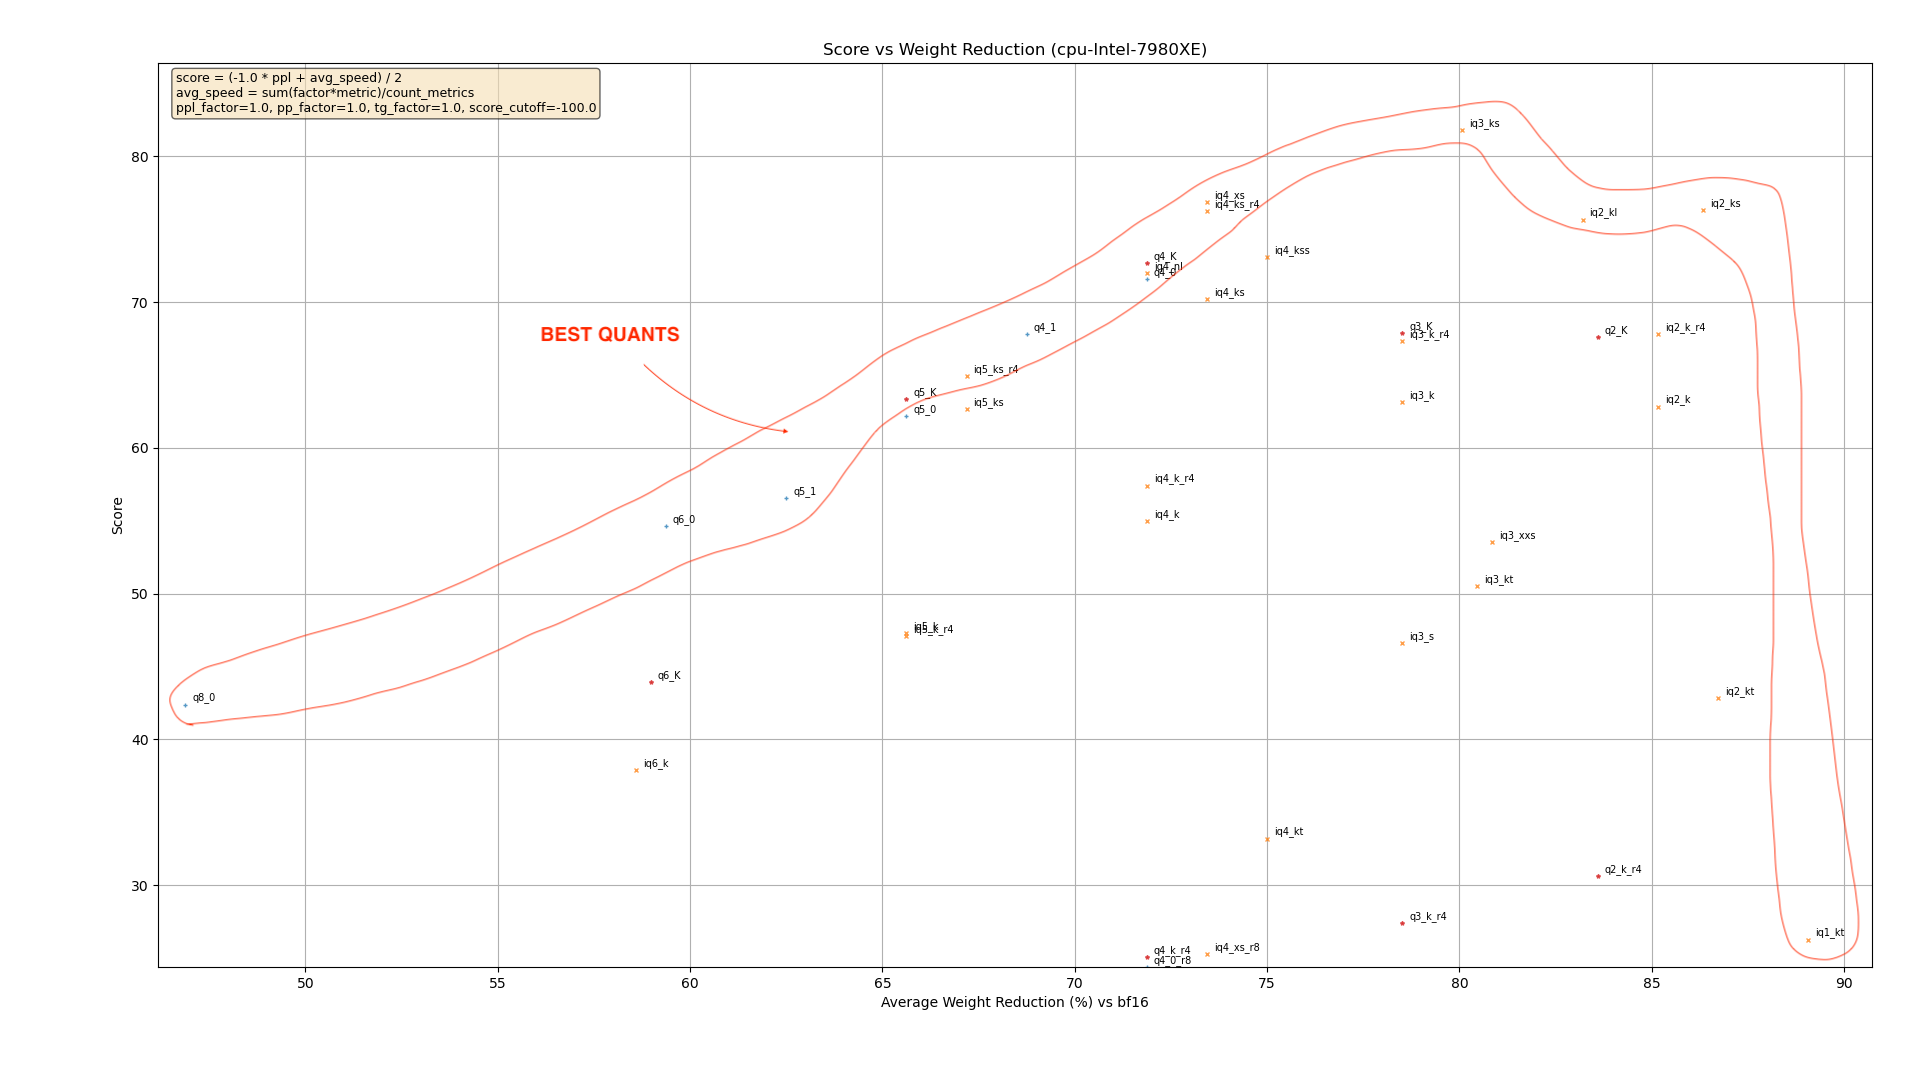 Score vs Weight Reduction (cpu-Intel-7980XE)
score = (-1.0 * ppl + avg_speed) / 2
avg_speed = sum(factor*metric)/count_metrics
ppl_factor=1.0, pp_factor=1.0, tg_factor=1.0, score_cutoff=-100.0
iq3_ks
80
iq4_xs
iq4_ks_r4
iq2_ks
iq2_kl
iq4_kss
q4_K
iq4_nl
q4_0
iq4_ks
70
q4_1
q3_K
iq3_k_r4
q2_K
iq2_k_r4
BEST QUANTS
iq5_ks_r4
q5_K
iq5_ks
q5_0
iq3_k
iq2_k
60
iq4_k_r4
q5_1
q6_0
iq4_k
iq3_xxs
Score
iq3_kt
50
iq5_k
iq5_k_r4
iq3_s
q6_K
q8_0
iq2_kt
40
iq6_k
iq4_kt
q2_k_r4
30
q3_k_r4
iq1_kt
q4_k_r4
iq4_xs_r8
q4_0_r8
50 55 60 65 70 75 80 85 90
Average Weight Reduction (%) vs bf16